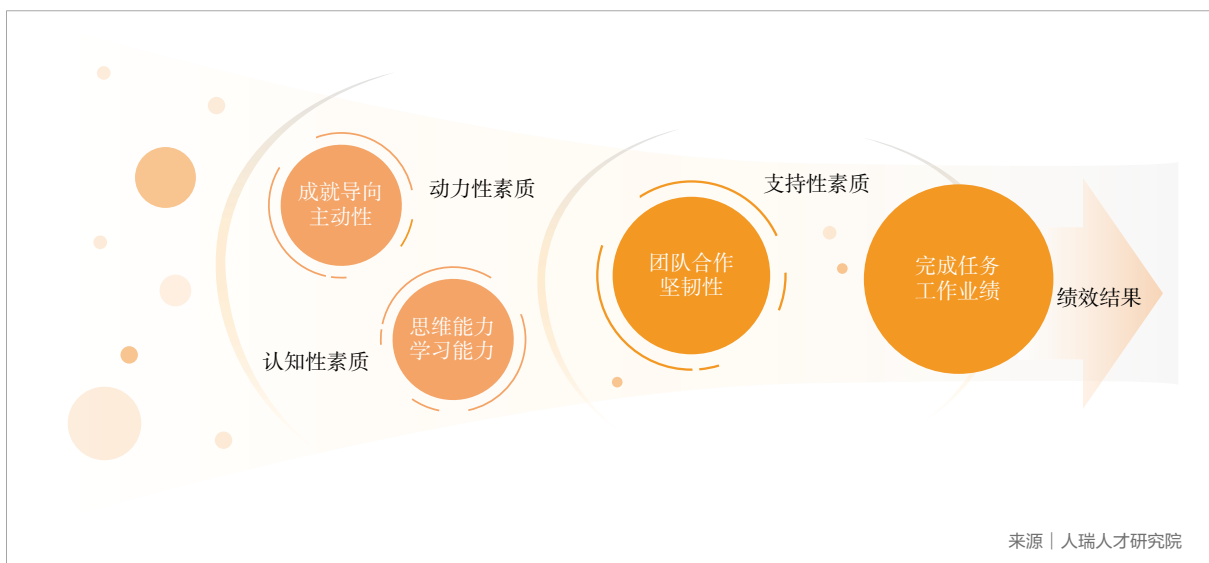 成就导向
主动性
动力性素质
思维能力
学习能力
认知性素质
团队合作
坚韧性
支持性素质
完成任务
工作业绩
绩效结果
来源｜人瑞人才研究院